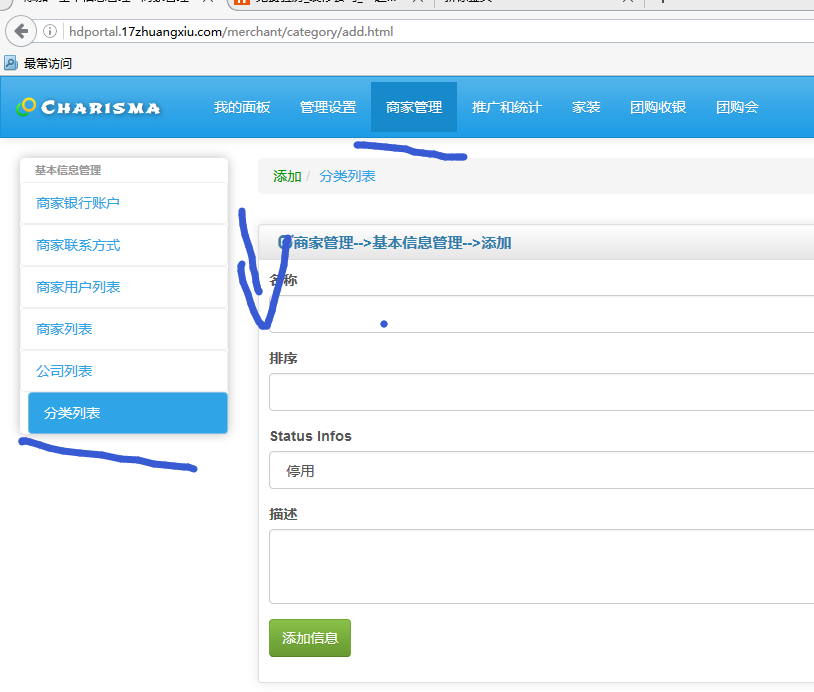 hdportal.17zhuangxiu.com/merchant/category/add.html
最常访问
CHARISMA 我的面板 管理设置 商家管理 推广和统计 家装 团购收银 团购会
基本信息管理
商家银行账户
商家联系方式
商家用户列表
商家列表
公司列表
分类列表
添加 / 分类列表
商家管理-->基本信息管理-->添加
名称
排序
Status Infos
停用
描述
添加信息